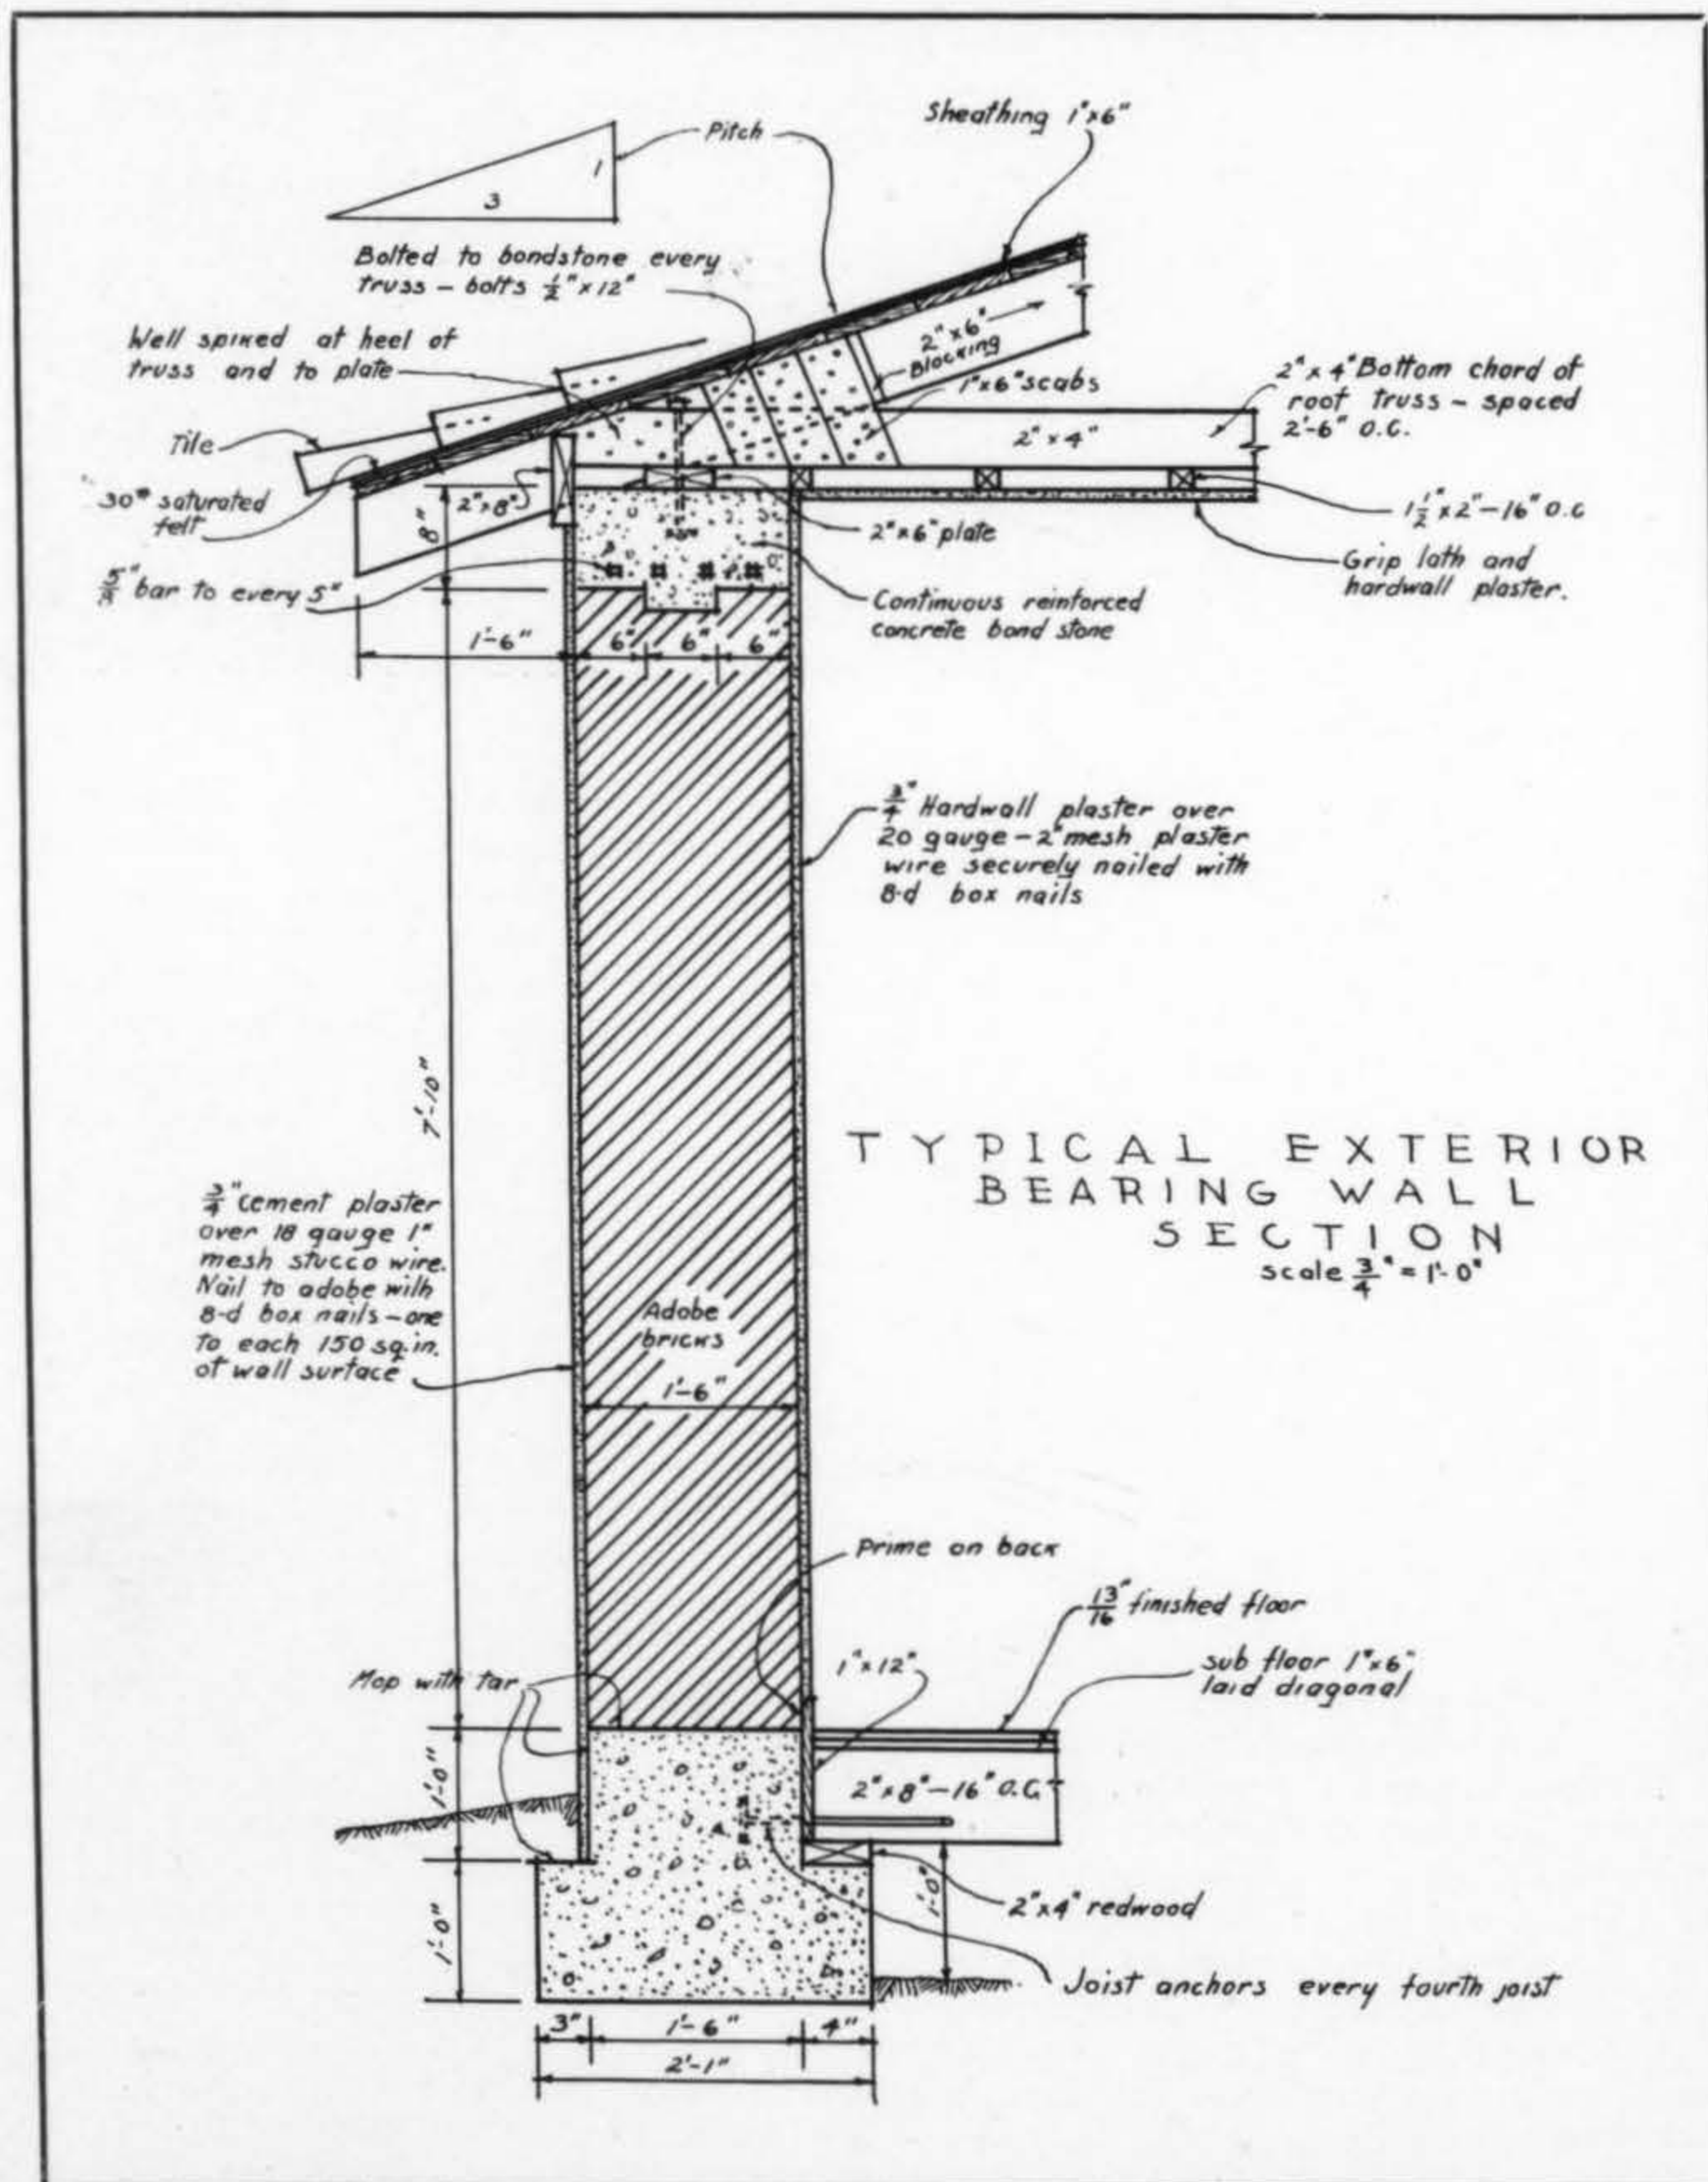 Pitch
Sheathing 1"x6"
1
3
Bolted to bondstone every
truss – bolts 1/2" x 12"
Well spiked at heel of
truss and to plate
2" x 6"
Blocking
1"x6" scabs
2" x 4" Bottom chord of
roof truss – spaced
2'-6" O.C.
2" x 4"
Tile
30# saturated
felt
2"x8"
8"
2"x6" plate
1 1/2" x 2" – 16" O.C
Grip lath and
hardwall plaster.
bar to every 5"
Continuous reinforced
concrete bond stone
1'-6"
6"
6"
6"
3/4" Hardwall plaster over
20 gauge – 2" mesh plaster
wire securely nailed with
8-d box nails
7'-10"
TYPICAL EXTERIOR
BEARING WALL
SECTION
scale 3/4" = 1'-0"
3/4" cement plaster
over 18 gauge 1"
mesh stucco wire.
Nail to adobe with
8-d box nails – one
to each 150 sq. in.
of wall surface
Adobe
bricks
1'-6"
Prime on back
13/16" finished floor
sub floor 1"x6"
laid diagonal
1"x12"
Mop with tar
1'-0"
2"x8" – 16" O.C.
1'-0"
1'-0"
2"x4" redwood
Joist anchors every fourth joist
3"
1'-6"
4"
2'-1"